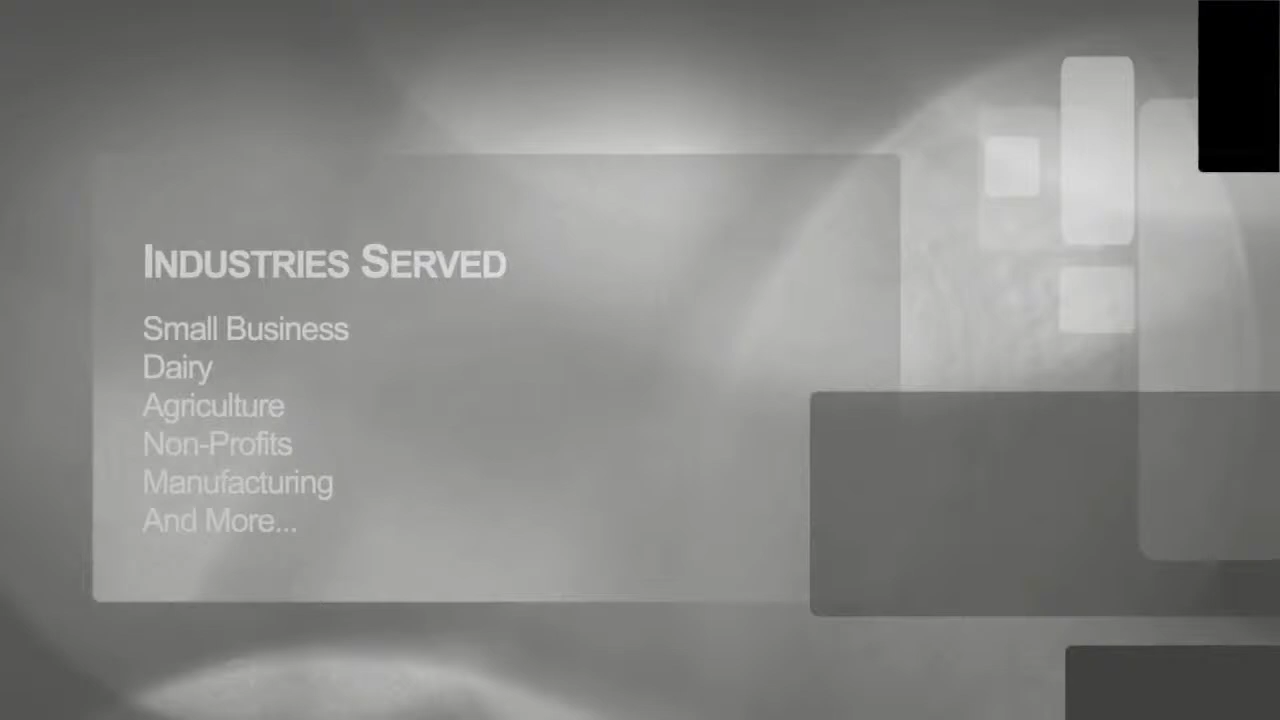 Industries Served
Small Business
Dairy
Agriculture
Non-Profits
Manufacturing
And More...